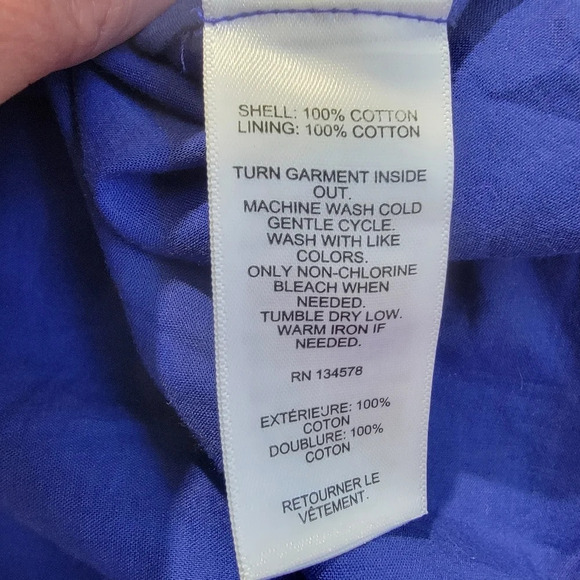 SHELL: 100% COTTON
LINING: 100% COTTON
TURN GARMENT INSIDE
OUT.
MACHINE WASH COLD
GENTLE CYCLE.
WASH WITH LIKE
COLORS.
ONLY NON-CHLORINE
BLEACH WHEN
NEEDED.
TUMBLE DRY LOW.
WARM IRON IF
NEEDED.
RN 134578
EXTÉRIEURE: 100%
COTON
DOUBLURE: 100%
COTON
RETOURNER LE
VÊTEMENT.